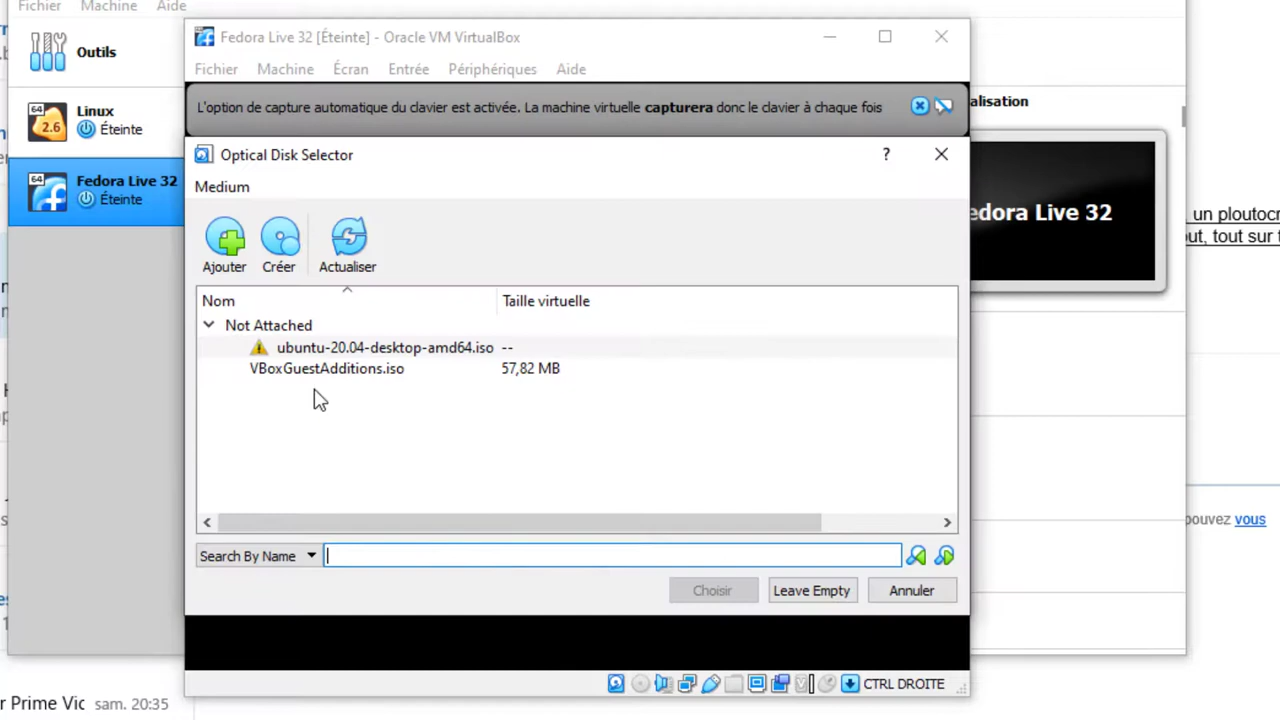 Fichier Machine Aide
Outils
64 Linux
2.6 Éteinte
64 Fedora Live 32
Éteinte
Fedora Live 32 [Éteinte] - Oracle VM VirtualBox
Fichier Machine Écran Entrée Périphériques Aide
L'option de capture automatique du clavier est activée. La machine virtuelle capturera donc le clavier à chaque fois
Optical Disk Selector ?
Medium
Ajouter Créer Actualiser
Nom Taille virtuelle
Not Attached
ubuntu-20.04-desktop-amd64.iso --
VBoxGuestAdditions.iso 57,82 MB
Search By Name
Choisir Leave Empty Annuler
CTRL DROITE
alisation
edora Live 32
un ploutocr
out, tout sur t
pouvez vous
r Prime Vic sam. 20:35